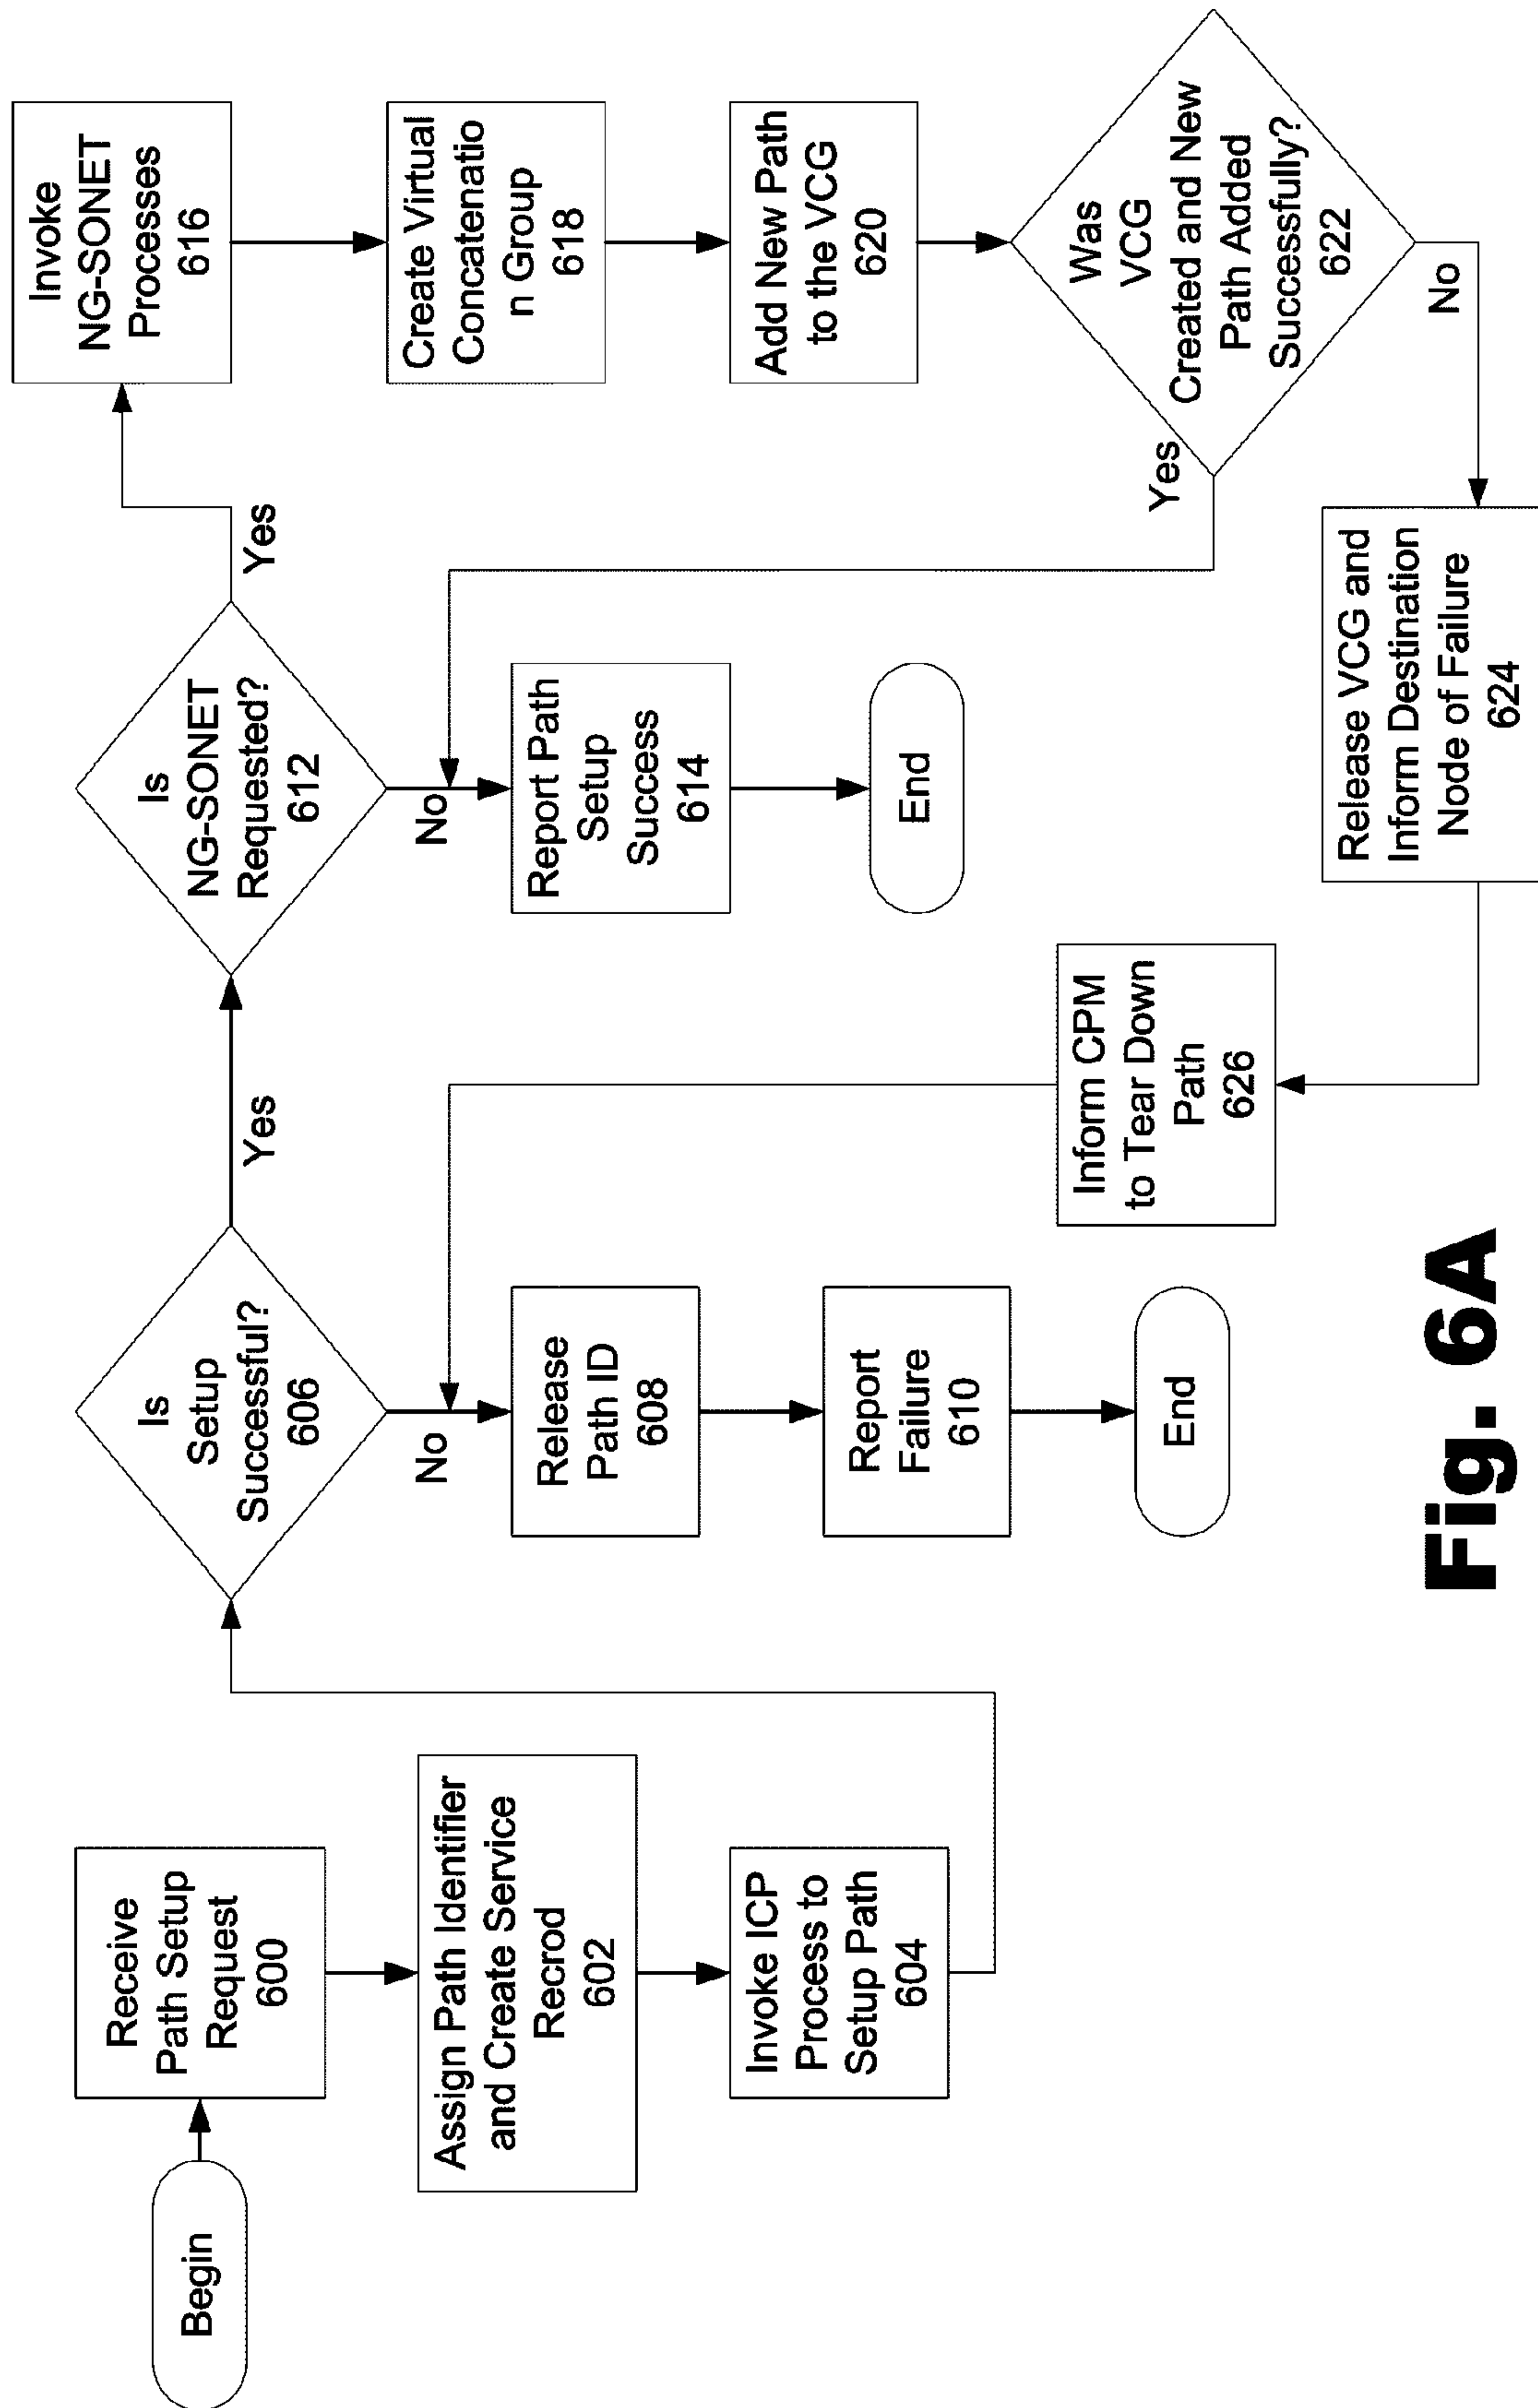 Begin
Receive
Path Setup
Request
600
Assign Path Identifier
and Create Service
Recrod
602
Invoke ICP
Process to
Setup Path
604
Is
Setup
Successful?
606
Yes
No
Release
Path ID
608
Report
Failure
610
End
Is
NG-SONET
Requested?
612
Yes
No
Report Path
Setup
Success
614
End
Invoke
NG-SONET
Processes
616
Create Virtual
Concatenatio
n Group
618
Add New Path
to the VCG
620
Was
VCG
Created and New
Path Added
Successfully?
622
Yes
No
Release VCG and
Inform Destination
Node of Failure
624
Inform CPM
to Tear Down
Path
626
Fig. 6A